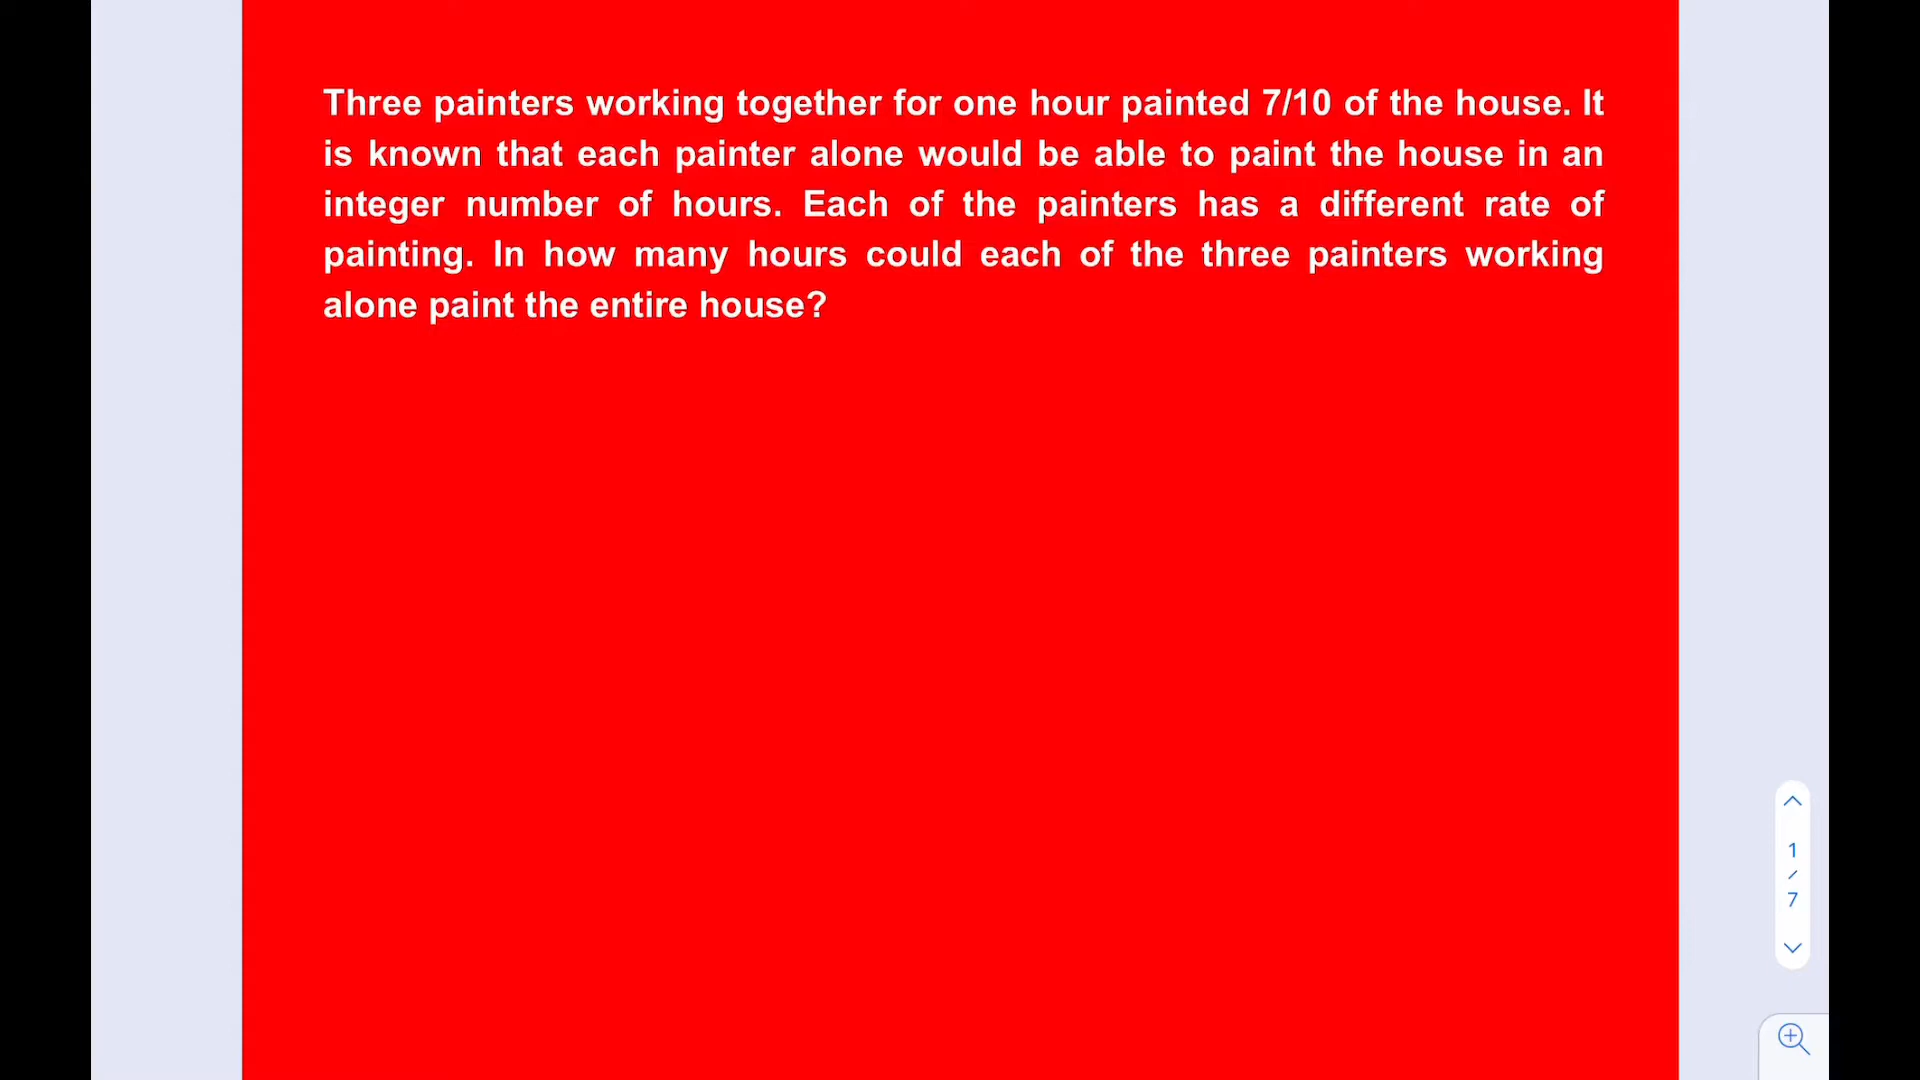 Three painters working together for one hour painted 7/10 of the house. It
is known that each painter alone would be able to paint the house in an
integer number of hours. Each of the painters has a different rate of
painting. In how many hours could each of the three painters working
alone paint the entire house?
1
/
7